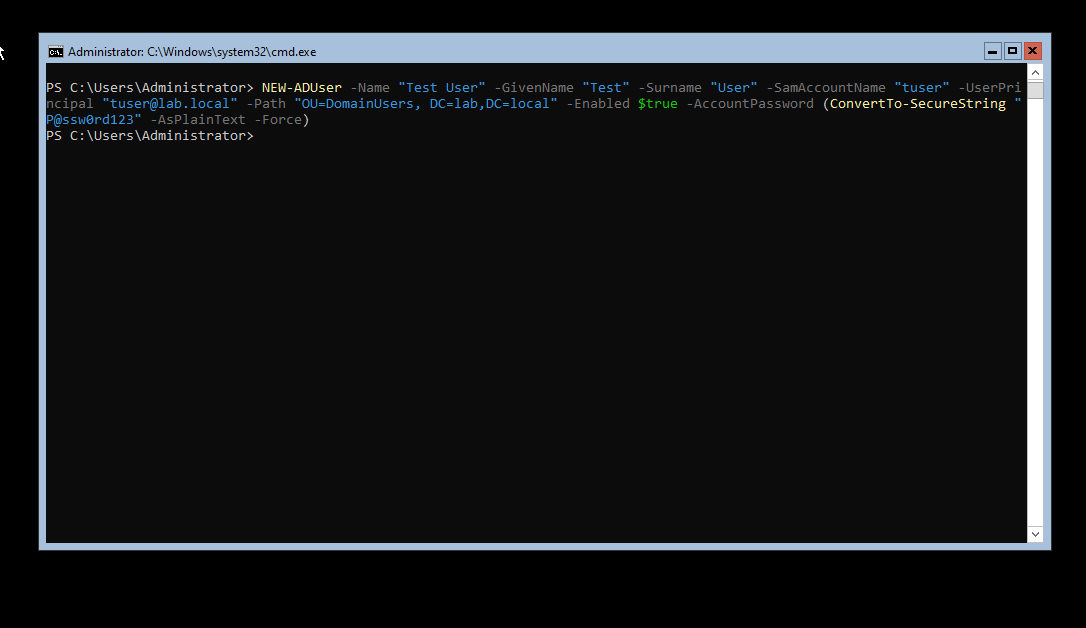 Administrator: C:\Windows\system32\cmd.exe
PS C:\Users\Administrator> NEW-ADUser -Name "Test User" -GivenName "Test" -Surname "User" -SamAccountName "tuser" -UserPri
ncipal "tuser@lab.local" -Path "OU=DomainUsers, DC=lab,DC=local" -Enabled $true -AccountPassword (ConvertTo-SecureString "
P@ssw0rd123" -AsPlainText -Force)
PS C:\Users\Administrator>